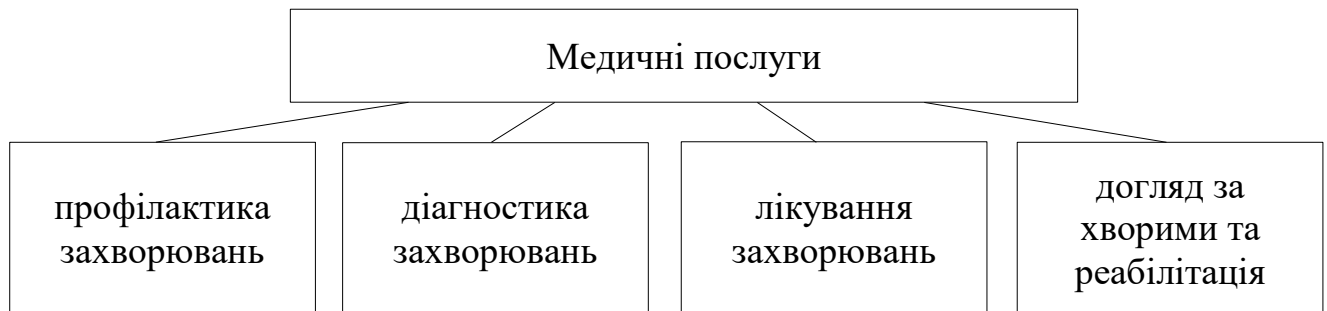 Медичні послуги
профілактика
захворювань
діагностика
захворювань
лікування
захворювань
догляд за
хворими та
реабілітація